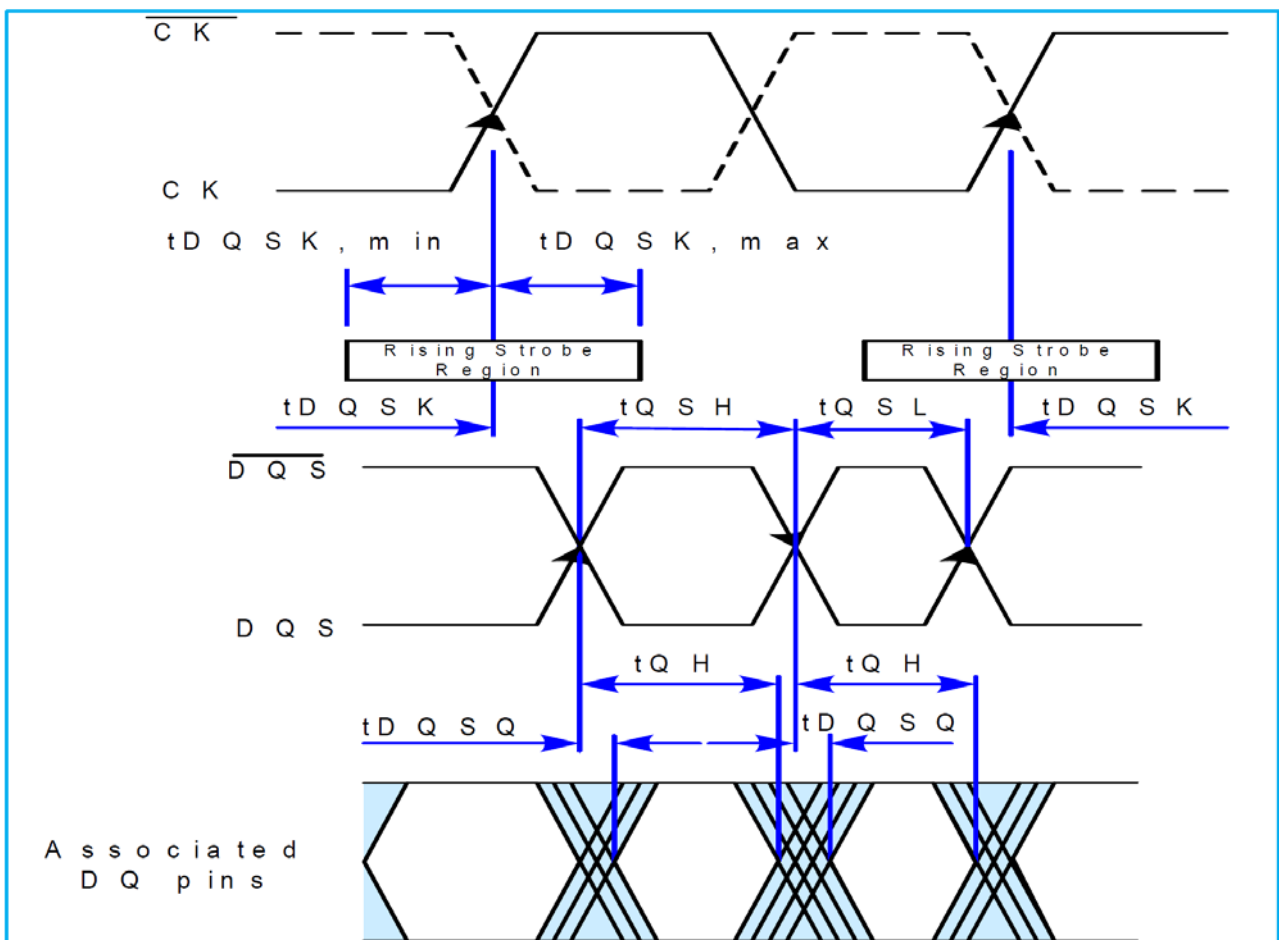 CK
CK
tDQSK, min tDQSK, max
Rising Strobe Region
Rising Strobe Region
tDQSK tQSH tQSL tDQSK
DQS
DQS
tQH tQH
tDQSQ tDQSQ
Associated
DQ pins